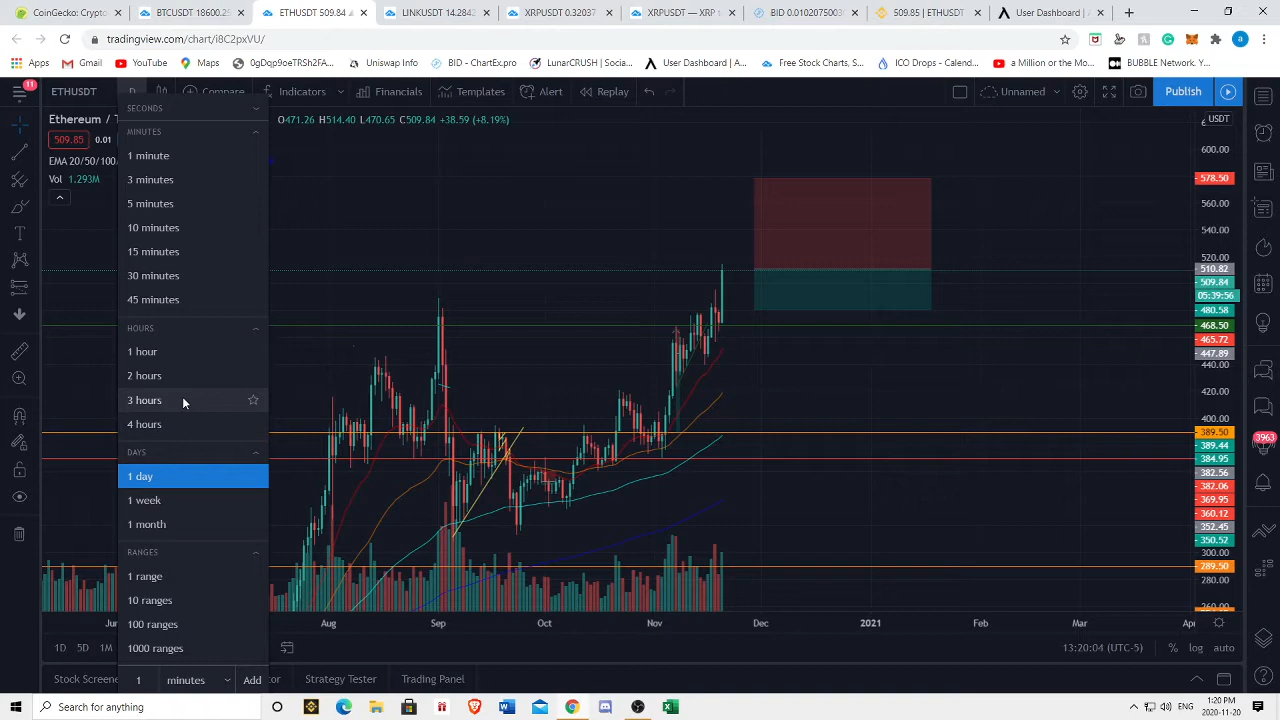 CoinGecko
BTCUSDT 18600.25
ETHUSDT 509.84
LINKUSDT 14.643
XRPUSDT 0.32037
XRPUSDT — XRP
BID 0.010207500
509.85 | ETHUSDT
User Dashboard |
tradingview.com/chart/i8C2pxVU/
Apps
Gmail
YouTube
Maps
BI - ChartEx.pro
LunarCRUSH | Social...
User Dashboard | A...
Free Stock Charts, S...
ICO Drops - Calend...
a Million or the Mo...
BUBBLE Network. Y...
11
ETHUSDT
D
Compare
Indicators
Financials
Templates
Alert
Replay
Unnamed
Publish
Ethereum / T
O471.26 H514.40 L470.65 C509.84 +38.59 (+8.19%)
509.85
0.01
EMA 20/50/100/
Vol 1.293M
SECONDS
MINUTES
1 minute
3 minutes
5 minutes
10 minutes
15 minutes
30 minutes
45 minutes
HOURS
1 hour
2 hours
3 hours
4 hours
DAYS
1 day
1 week
1 month
RANGES
1 range
10 ranges
100 ranges
1000 ranges
1
minutes
Add
USDT
600.00
578.50
560.00
540.00
520.00
510.82
509.84
05:39:56
480.58
468.50
465.72
447.89
440.00
420.00
400.00
389.50
389.44
384.95
382.56
382.06
369.95
360.12
352.45
350.52
300.00
289.50
280.00
260.00
3963
Jun
Aug
Sep
Oct
Nov
Dec
2021
Feb
Mar
Apr
1D
5D
1M
13:20:04 (UTC-5)
%
log
auto
Stock Screener
Strategy Tester
Trading Panel
Search for anything
1:20 PM
2020-11-20